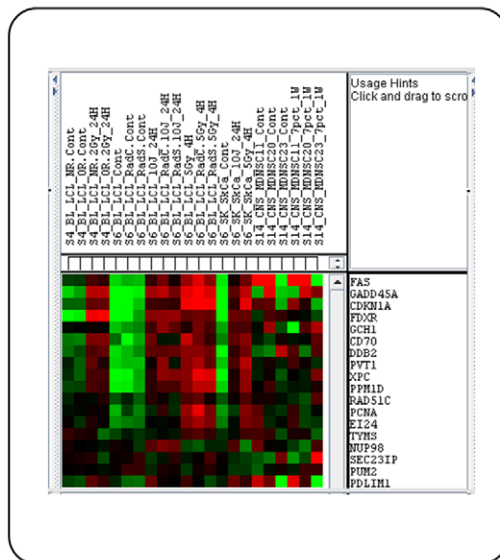 S4_BL_LCL_NR.Cont
S4_BL_LCL_OR.Cont
S4_BL_LCL_NR.2Gy_24H
S4_BL_LCL_OR.2Gy_24H
S6_BL_LCL_Cont
S6_BL_LCL_RadC.Cont
S6_BL_LCL_RadS.Cont
S6_BL_LCL_10J_24H
S6_BL_LCL_RadC.10J_24H
S6_BL_LCL_RadS.10J_24H
S6_BL_LCL_5Gy_4H
S6_BL_LCL_RadC.5Gy_4H
S6_BL_LCL_RadS.5Gy_4H
S6_SK_SkCa_Cont
S6_SK_SkCa_10J_24H
S6_SK_SkCa_5Gy_4H
S14_CNS_MDNSC11_Cont
S14_CNS_MDNSC20_Cont
S14_CNS_MDNSC23_Cont
S14_CNS_MDNSC11_7pct_1W
S14_CNS_MDNSC20_7pct_1W
S14_CNS_MDNSC23_7pct_1W
Usage Hints
Click and drag to scro
FAS
GADD45A
CDKN1A
FDXR
GCH1
CD70
DDB2
PVT1
XPC
PPM1D
RAD51C
PCNA
EI24
TYMS
NUP98
SEC23IP
PUM2
PDLIM1